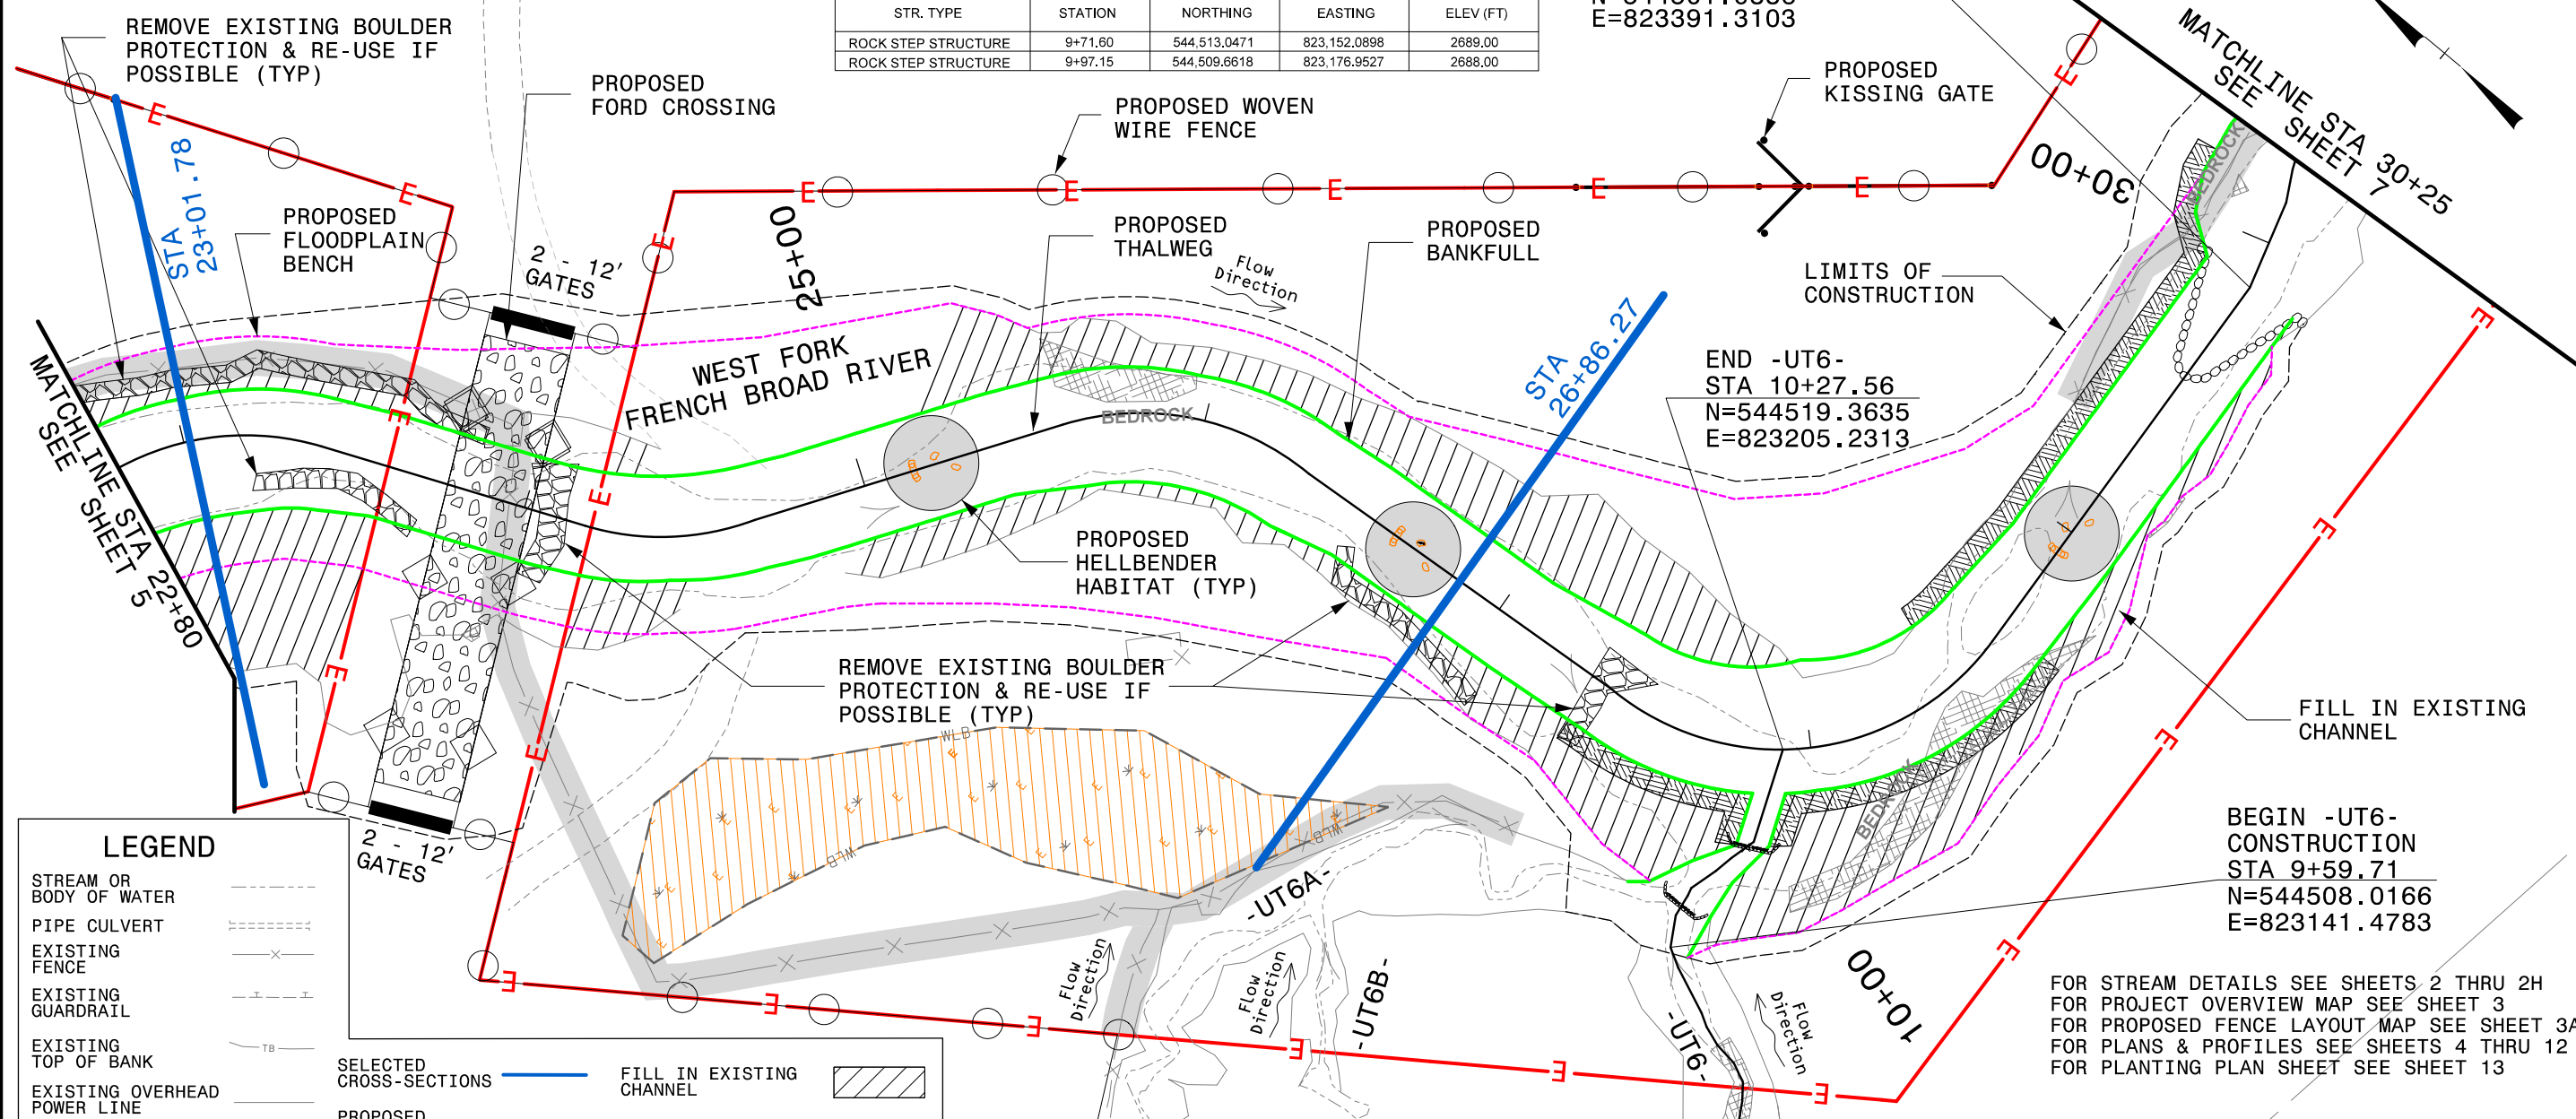 REMOVE EXISTING BOULDER
PROTECTION & RE-USE IF
POSSIBLE (TYP)
STR. TYPE STATION NORTHING EASTING ELEV (FT)
ROCK STEP STRUCTURE 9+71.60 544,513.0471 823,152.0898 2689.00
ROCK STEP STRUCTURE 9+97.15 544,509.6618 823,176.9527 2688.00
E=823391.3103
MATCHLINE STA 30+25
SEE SHEET 7
PROPOSED
FORD CROSSING
PROPOSED WOVEN
WIRE FENCE
PROPOSED
KISSING GATE
STA
23+01.78
PROPOSED
FLOODPLAIN
BENCH
2 - 12'
GATES
25+00
PROPOSED
THALWEG
Flow
Direction
PROPOSED
BANKFULL
30+00
BEDROCK
LIMITS OF
CONSTRUCTION
WEST FORK
FRENCH BROAD RIVER
BEDROCK
STA
26+86.27
END -UT6-
STA 10+27.56
N=544519.3635
E=823205.2313
MATCHLINE STA 22+80
SEE SHEET 5
PROPOSED
HELLBENDER
HABITAT (TYP)
REMOVE EXISTING BOULDER
PROTECTION & RE-USE IF
POSSIBLE (TYP)
FILL IN EXISTING
CHANNEL
WLB
WLB
WLB
BEDROCK
2 - 12'
GATES
-UT6A-
BEGIN -UT6-
CONSTRUCTION
STA 9+59.71
N=544508.0166
E=823141.4783
Flow
Direction
Flow
Direction
-UT6B-
-UT6-
Flow
Direction
10+00
FOR STREAM DETAILS SEE SHEETS 2 THRU 2H
FOR PROJECT OVERVIEW MAP SEE SHEET 3
FOR PROPOSED FENCE LAYOUT MAP SEE SHEET 3A
FOR PLANS & PROFILES SEE SHEETS 4 THRU 12
FOR PLANTING PLAN SHEET SEE SHEET 13
LEGEND
STREAM OR
BODY OF WATER
PIPE CULVERT
EXISTING
FENCE
EXISTING
GUARDRAIL
EXISTING
TOP OF BANK
TB
EXISTING OVERHEAD
POWER LINE
SELECTED
CROSS-SECTIONS
FILL IN EXISTING
CHANNEL
PROPOSED